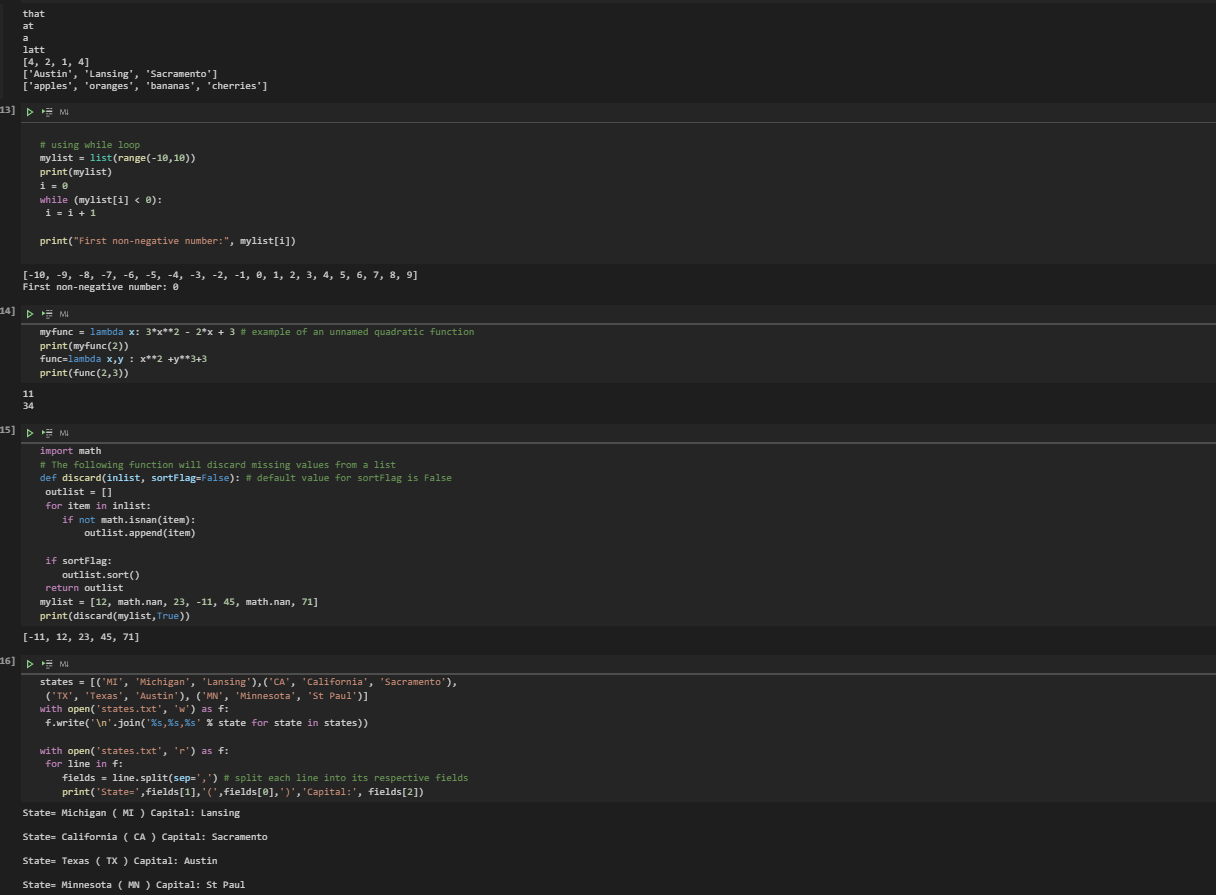 that
at
a
latt
[4, 2, 1, 4]
['Austin', 'Lansing', 'Sacramento']
['apples', 'oranges', 'bananas', 'cherries']
13]
M↓
# using while loop
mylist = list(range(-10,10))
print(mylist)
i = 0
while (mylist[i] < 0):
 i = i + 1
print("First non-negative number:", mylist[i])
[-10, -9, -8, -7, -6, -5, -4, -3, -2, -1, 0, 1, 2, 3, 4, 5, 6, 7, 8, 9]
First non-negative number: 0
14]
M↓
myfunc = lambda x: 3*x**2 - 2*x + 3 # example of an unnamed quadratic function
print(myfunc(2))
func=lambda x,y : x**2 +y**3+3
print(func(2,3))
11
34
15]
M↓
import math
# The following function will discard missing values from a list
def discard(inlist, sortFlag=False): # default value for sortFlag is False
 outlist = []
 for item in inlist:
    if not math.isnan(item):
        outlist.append(item)
 if sortFlag:
    outlist.sort()
 return outlist
mylist = [12, math.nan, 23, -11, 45, math.nan, 71]
print(discard(mylist,True))
[-11, 12, 23, 45, 71]
16]
M↓
states = [('MI', 'Michigan', 'Lansing'),('CA', 'California', 'Sacramento'),
 ('TX', 'Texas', 'Austin'), ('MN', 'Minnesota', 'St Paul')]
with open('states.txt', 'w') as f:
 f.write('\n'.join('%s,%s,%s' % state for state in states))
with open('states.txt', 'r') as f:
 for line in f:
    fields = line.split(sep=',') # split each line into its respective fields
    print('State=',fields[1],'(',fields[0],')','Capital:', fields[2])
State= Michigan ( MI ) Capital: Lansing
State= California ( CA ) Capital: Sacramento
State= Texas ( TX ) Capital: Austin
State= Minnesota ( MN ) Capital: St Paul